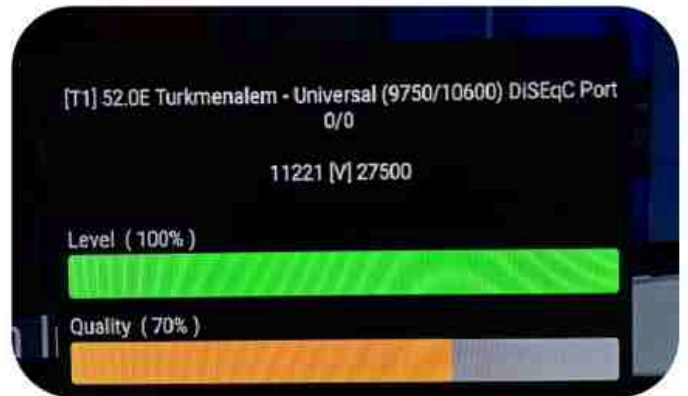 [T1] 52.0E Turkmenalem - Universal (9750/10600) DiSEqC Port
0/0
11221 [V] 27500
Level ( 100% )
Quality ( 70% )